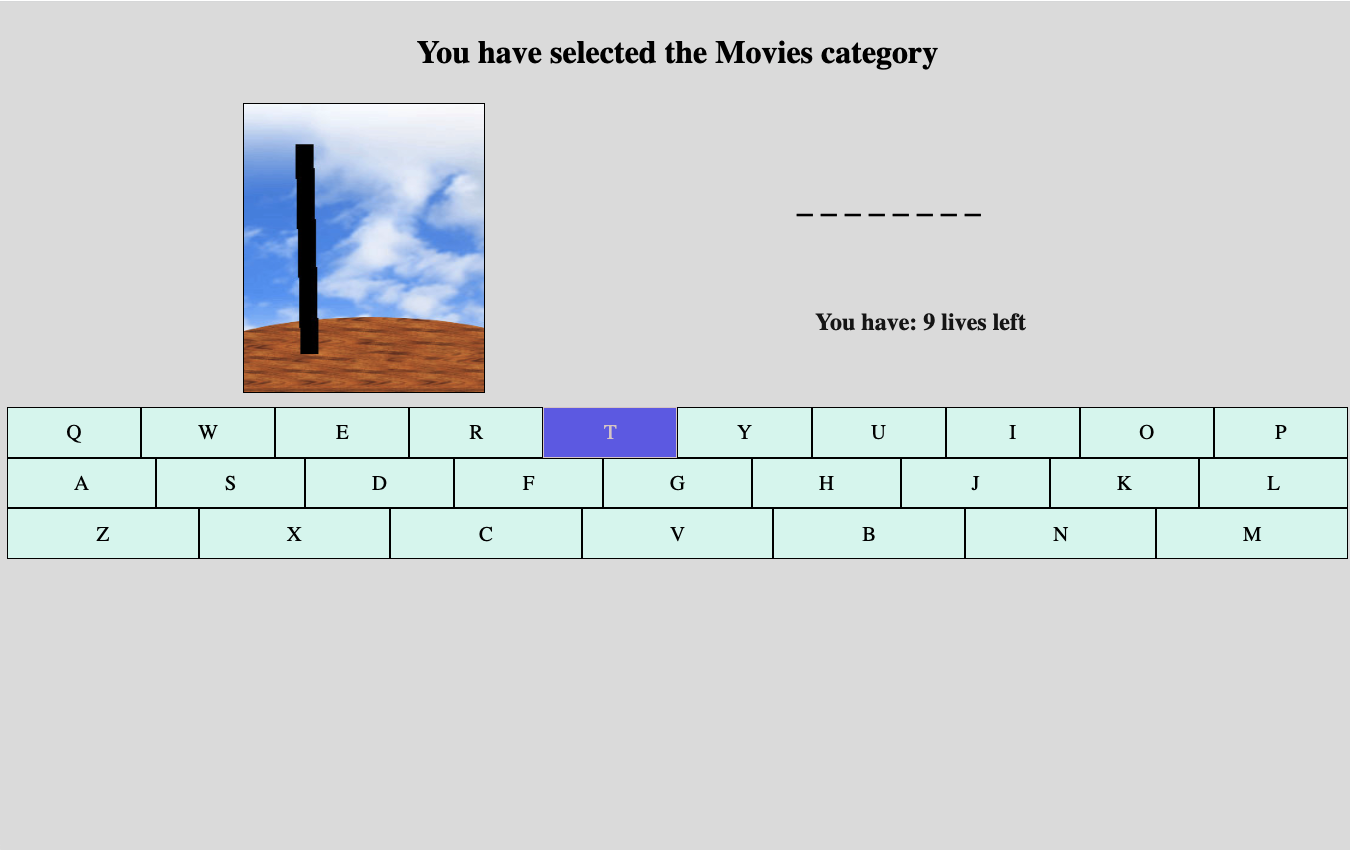 You have selected the Movies category
_ _ _ _ _ _ _ _
You have: 9 lives left
Q W E R T Y U I O P
A S D F G H J K L
Z X C V B N M